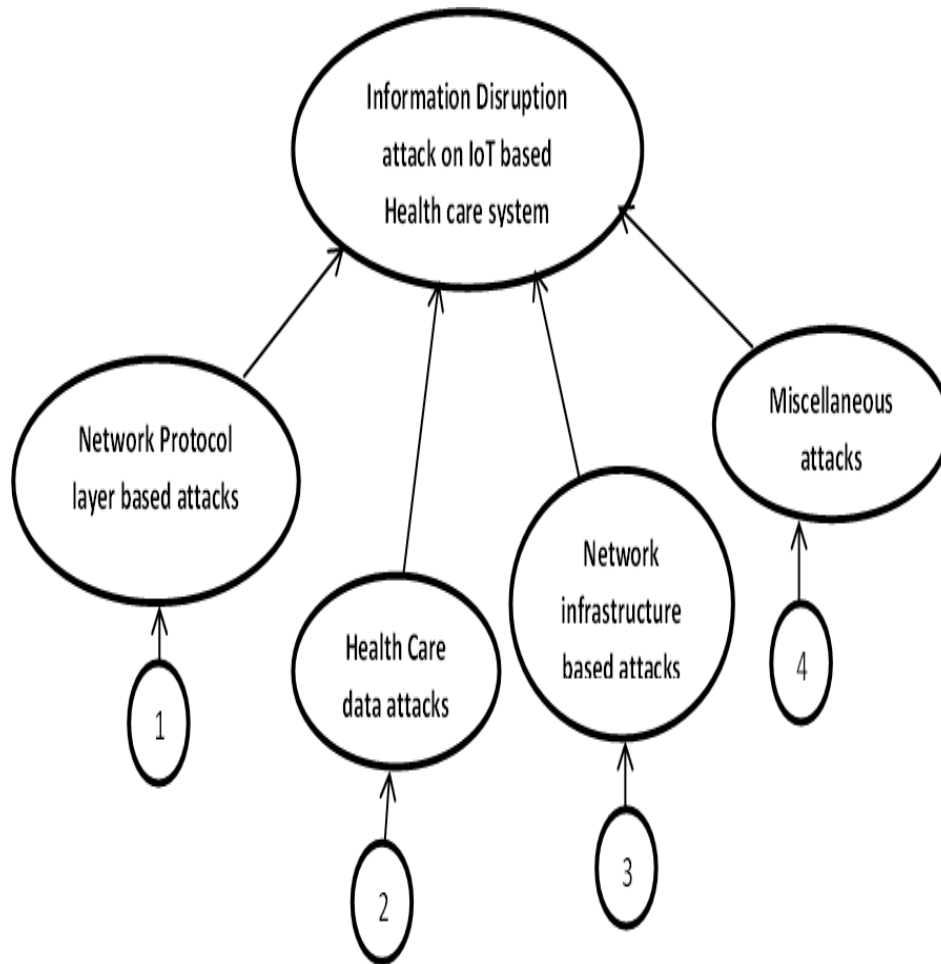 Information Disruption
attack on IoT based
Health care system
Network Protocol
layer based attacks
Health Care
data attacks
Network
infrastructure
based attacks
Miscellaneous
attacks
1
2
3
4